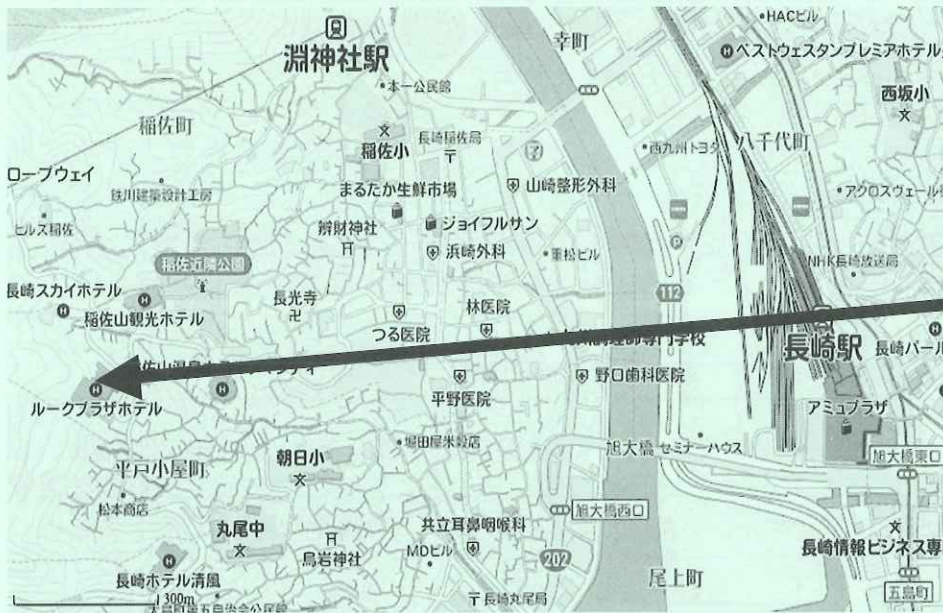 HACビル
幸町
淵神社駅
ベストウェスタンプレミアホテル
本一公民館
西坂小
稲佐町
長崎稲佐局
稲佐小
西九州トヨタ
八千代町
ロープウェイ
鉄川建築設計工房
まるたか生鮮市場
山崎整形外科
アクロスヴェール
ヒルズ稲佐
辨財神社
ジョイフルサン
浜崎外科
重松ビル
稲佐近隣公園
NHK長崎放送局
長崎スカイホテル
長光寺
112
稲佐山観光ホテル
林医院
つる医院
長崎駅
長崎パール
野口歯科医院
平野医院
ルークプラザホテル
アミュプラザ
堀田屋米穀店
旭大橋
セミナーハウス
旭大橋東口
平戸小屋町
朝日小
松本商店
旭大橋西口
丸尾中
共立耳鼻咽喉科
烏岩神社
MDビル
202
長崎情報ビジネス専
長崎ホテル清風
尾上町
300m
長崎丸尾局
五島町